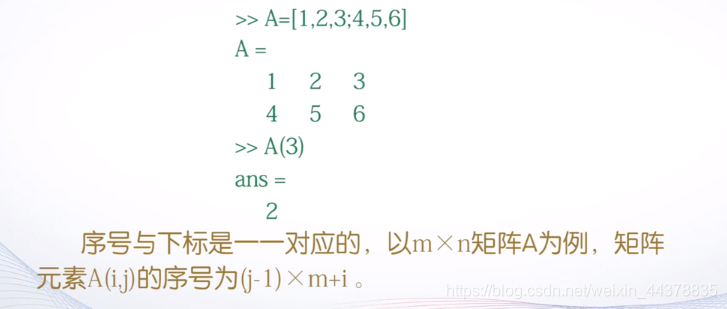 >> A=[1,2,3;4,5,6]
A =
1 2 3
4 5 6
>> A(3)
ans =
2
序号与下标是一一对应的，以m×n矩阵A为例，矩阵
元素A(i,j)的序号为(j-1)×m+i 。
https://blog.csdn.net/weixin_44378835